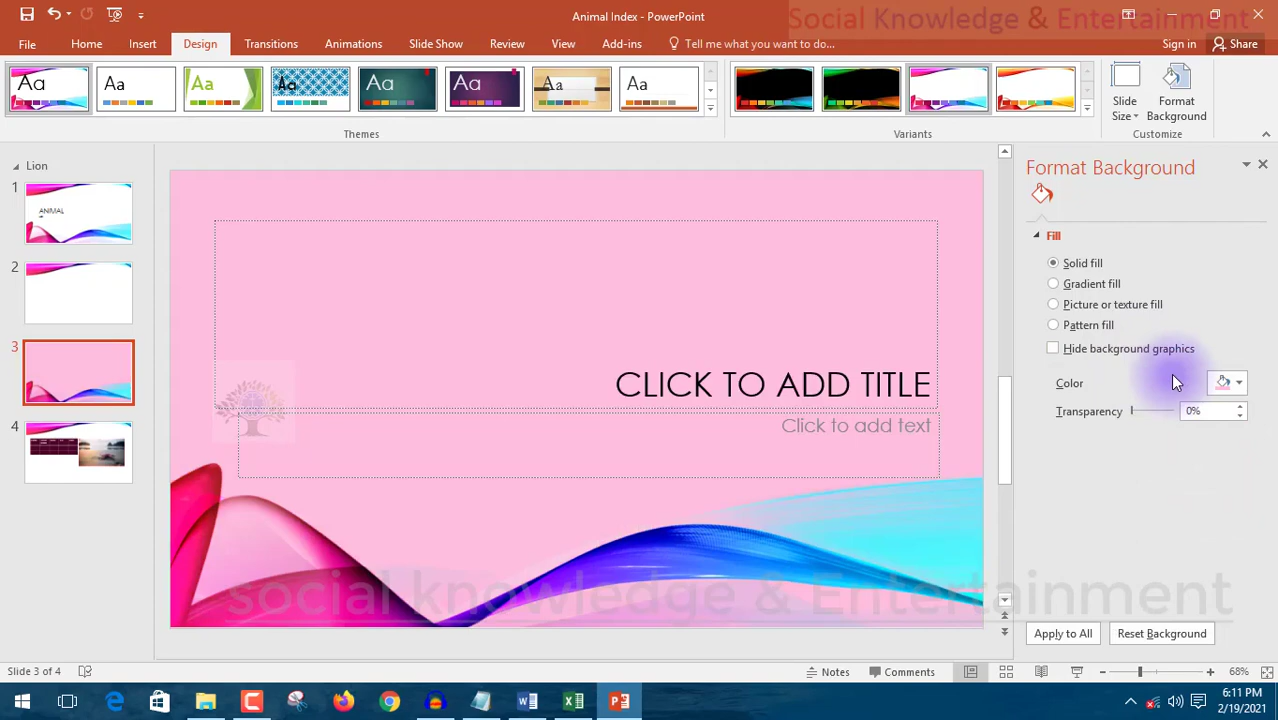 Animal Index - PowerPoint
Social Knowledge & Entertainment
File Home Insert Design Transitions Animations Slide Show Review View Add-ins Tell me what you want to do... Sign in Share
Aa Aa Aa Aa Aa Aa Aa Aa
Slide Size
Format Background
Themes Variants Customize
Lion
1
ANIMAL
2
3
4
CLICK TO ADD TITLE
Click to add text
Format Background
Fill
Solid fill
Gradient fill
Picture or texture fill
Pattern fill
Hide background graphics
Color
Transparency 0%
social knowledge & Entertainment
Apply to All Reset Background
Slide 3 of 4 Notes Comments 68%
6:11 PM
2/19/2021